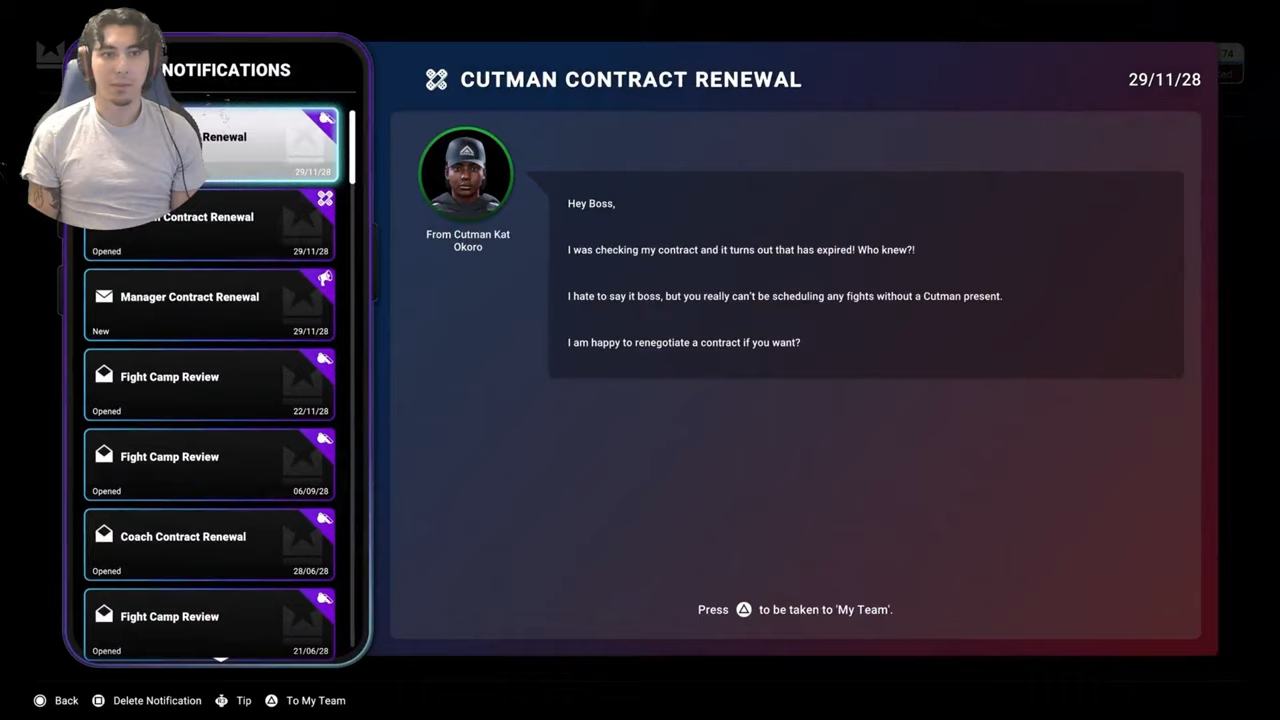 NOTIFICATIONS
Renewal
29/11/28
Contract Renewal
Opened
29/11/28
Manager Contract Renewal
New
29/11/28
Fight Camp Review
Opened
22/11/28
Fight Camp Review
Opened
06/09/28
Coach Contract Renewal
Opened
28/06/28
Fight Camp Review
Opened
21/06/28
CUTMAN CONTRACT RENEWAL
29/11/28
From Cutman Kat
Okoro
Hey Boss,
I was checking my contract and it turns out that has expired! Who knew?!
I hate to say it boss, but you really can't be scheduling any fights without a Cutman present.
I am happy to renegotiate a contract if you want?
Press to be taken to 'My Team'.
74
Back
Delete Notification
Tip
To My Team